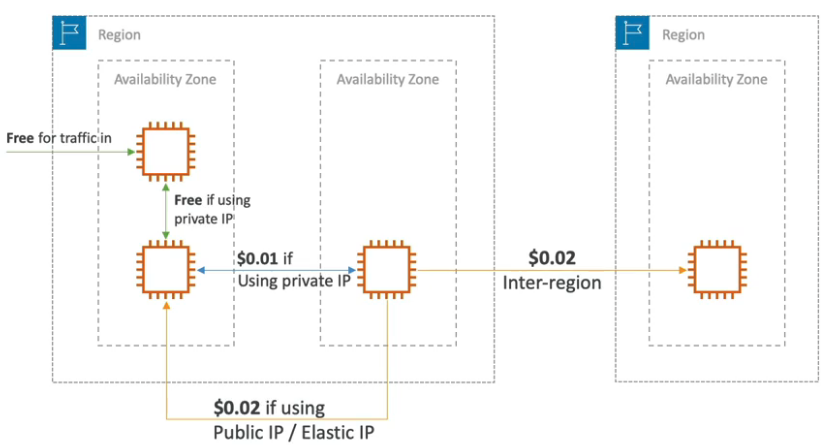 Region
Region
Availability Zone
Availability Zone
Availability Zone
Free for traffic in
Free if using
private IP
$0.01 if
Using private IP
$0.02
Inter-region
$0.02 if using
Public IP / Elastic IP